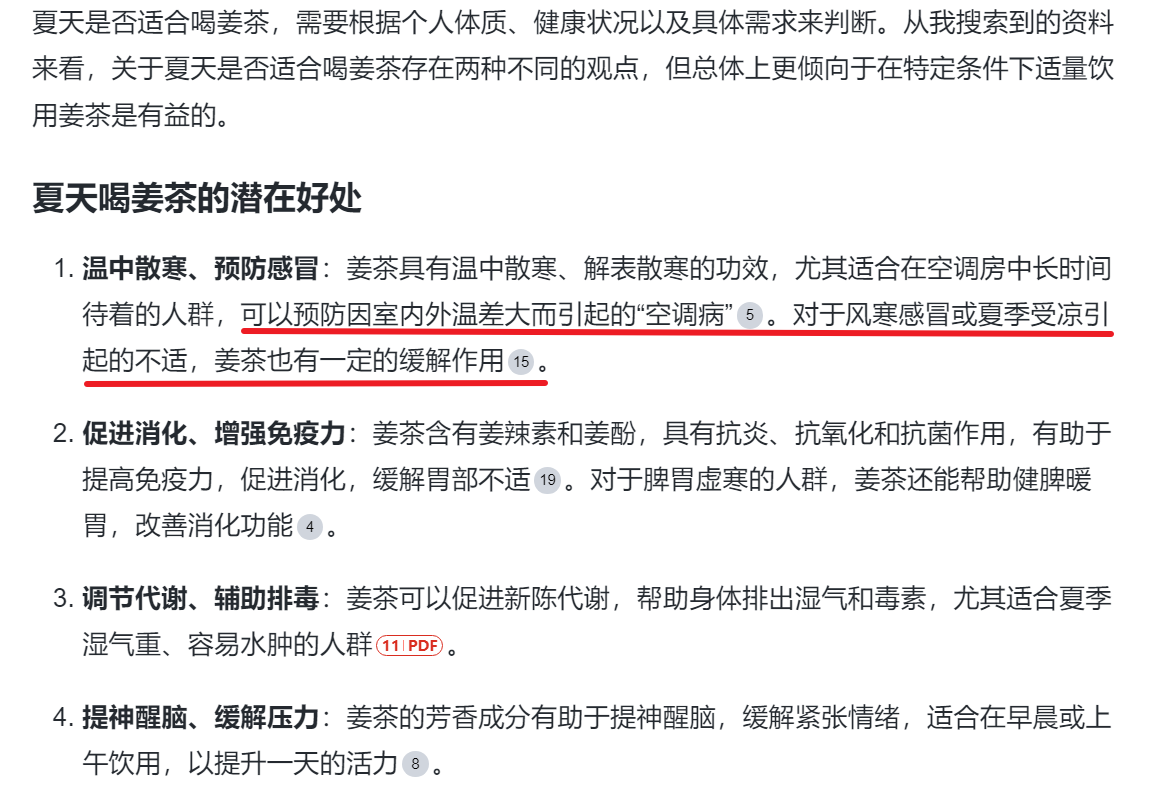 夏天是否适合喝姜茶，需要根据个人体质、健康状况以及具体需求来判断。从我搜索到的资料
来看，关于夏天是否适合喝姜茶存在两种不同的观点，但总体上更倾向于在特定条件下适量饮
用姜茶是有益的。
夏天喝姜茶的潜在好处
1. 温中散寒、预防感冒：姜茶具有温中散寒、解表散寒的功效，尤其适合在空调房中长时间
待着的人群，可以预防因室内外温差大而引起的“空调病” 5 。对于风寒感冒或夏季受凉引
起的不适，姜茶也有一定的缓解作用 15 。
2. 促进消化、增强免疫力：姜茶含有姜辣素和姜酚，具有抗炎、抗氧化和抗菌作用，有助于
提高免疫力，促进消化，缓解胃部不适 19 。对于脾胃虚寒的人群，姜茶还能帮助健脾暖
胃，改善消化功能 4 。
3. 调节代谢、辅助排毒：姜茶可以促进新陈代谢，帮助身体排出湿气和毒素，尤其适合夏季
湿气重、容易水肿的人群 11 | PDF 。
4. 提神醒脑、缓解压力：姜茶的芳香成分有助于提神醒脑，缓解紧张情绪，适合在早晨或上
午饮用，以提升一天的活力 8 。